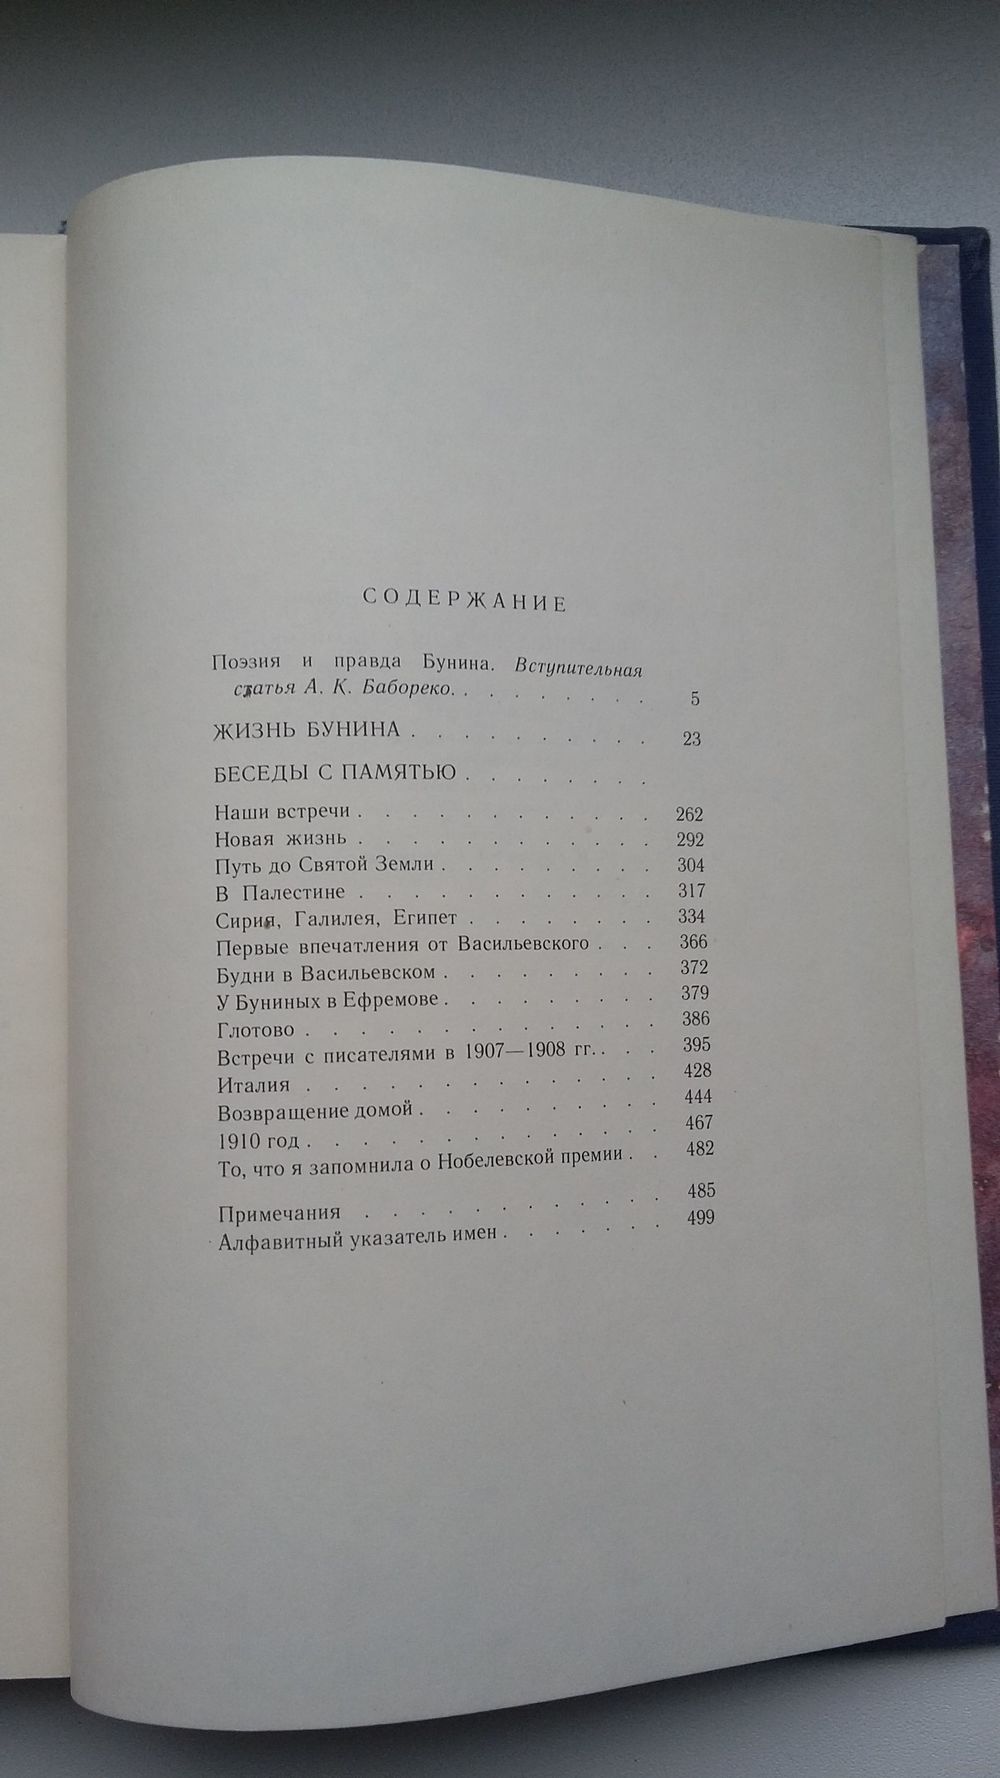 СОДЕРЖАНИЕ
Поэзия и правда Бунина. Вступительная
статья А. К. Бабореко. . . . . . . . 5
ЖИЗНЬ БУНИНА . . . . . . . . . . 23
БЕСЕДЫ С ПАМЯТЬЮ . . . . . . . .
Наши встречи . . . . . . . . . . . . 262
Новая жизнь . . . . . . . . . . . . 292
Путь до Святой Земли . . . . . . . . . 304
В Палестине . . . . . . . . . . . . 317
Сирия, Галилея, Египет . . . . . . . . 334
Первые впечатления от Васильевского . . . 366
Будни в Васильевском . . . . . . . . . 372
У Буниных в Ефремове . . . . . . . . . 379
Глотово . . . . . . . . . . . . . . 386
Встречи с писателями в 1907—1908 гг. . . . 395
Италия . . . . . . . . . . . . . . 428
Возвращение домой . . . . . . . . . . 444
1910 год . . . . . . . . . . . . . . 467
То, что я запомнила о Нобелевской премии . . 482
Примечания . . . . . . . . . . . . 485
Алфавитный указатель имен . . . . . . . 499